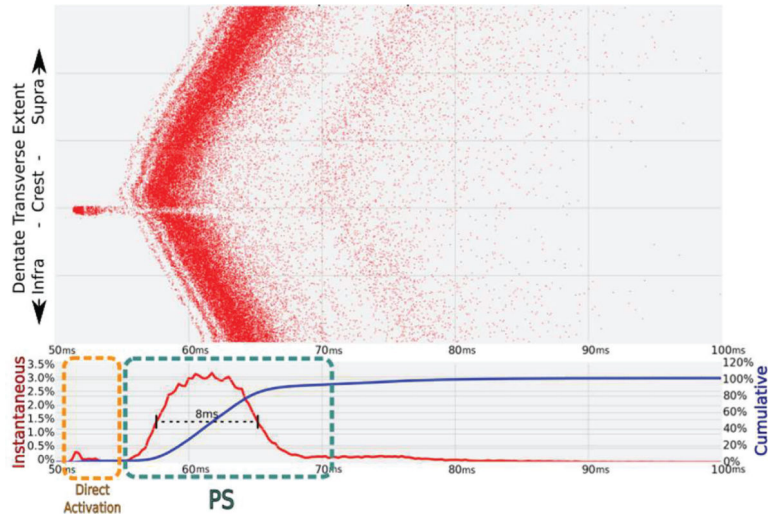 Dentate Transverse Extent
Infra - Crest - Supra
50ms 60ms 70ms 80ms 90ms 100ms
Instantaneous
3.5%
3.0%
2.5%
2.0%
1.5%
1.0%
0.5%
0%
8ms
120%
100%
80%
60%
40%
20%
0%
Cumulative
50ms 60ms 70ms 80ms 90ms 100ms
Direct
Activation
PS